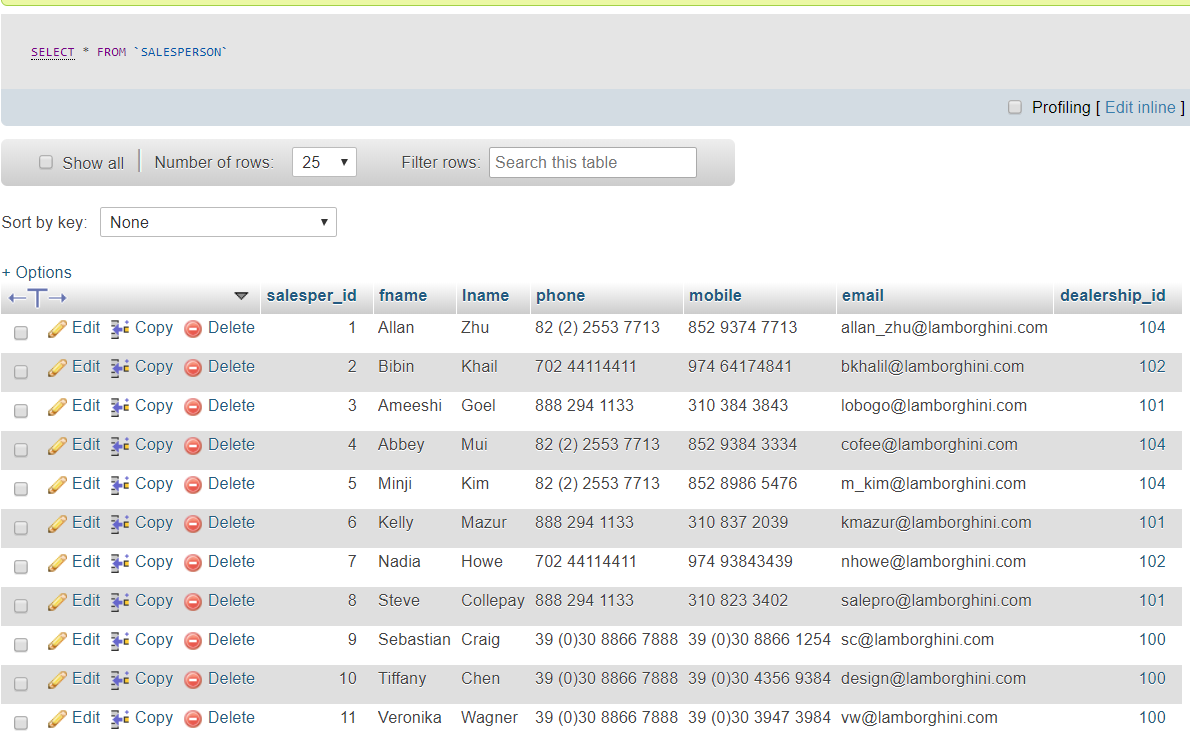 SELECT * FROM `SALESPERSON`
Profiling [ Edit inline ]
Show all Number of rows: 25 Filter rows: Search this table
Sort by key: None
+ Options
←T→ salesper_id fname lname phone mobile email dealership_id
Edit Copy Delete 1 Allan Zhu 82 (2) 2553 7713 852 9374 7713 allan_zhu@lamborghini.com 104
Edit Copy Delete 2 Bibin Khail 702 44114411 974 64174841 bkhalil@lamborghini.com 102
Edit Copy Delete 3 Ameeshi Goel 888 294 1133 310 384 3843 lobogo@lamborghini.com 101
Edit Copy Delete 4 Abbey Mui 82 (2) 2553 7713 852 9384 3334 cofee@lamborghini.com 104
Edit Copy Delete 5 Minji Kim 82 (2) 2553 7713 852 8986 5476 m_kim@lamborghini.com 104
Edit Copy Delete 6 Kelly Mazur 888 294 1133 310 837 2039 kmazur@lamborghini.com 101
Edit Copy Delete 7 Nadia Howe 702 44114411 974 93843439 nhowe@lamborghini.com 102
Edit Copy Delete 8 Steve Collepay 888 294 1133 310 823 3402 salepro@lamborghini.com 101
Edit Copy Delete 9 Sebastian Craig 39 (0)30 8866 7888 39 (0)30 8866 1254 sc@lamborghini.com 100
Edit Copy Delete 10 Tiffany Chen 39 (0)30 8866 7888 39 (0)30 4356 9384 design@lamborghini.com 100
Edit Copy Delete 11 Veronika Wagner 39 (0)30 8866 7888 39 (0)30 3947 3984 vw@lamborghini.com 100